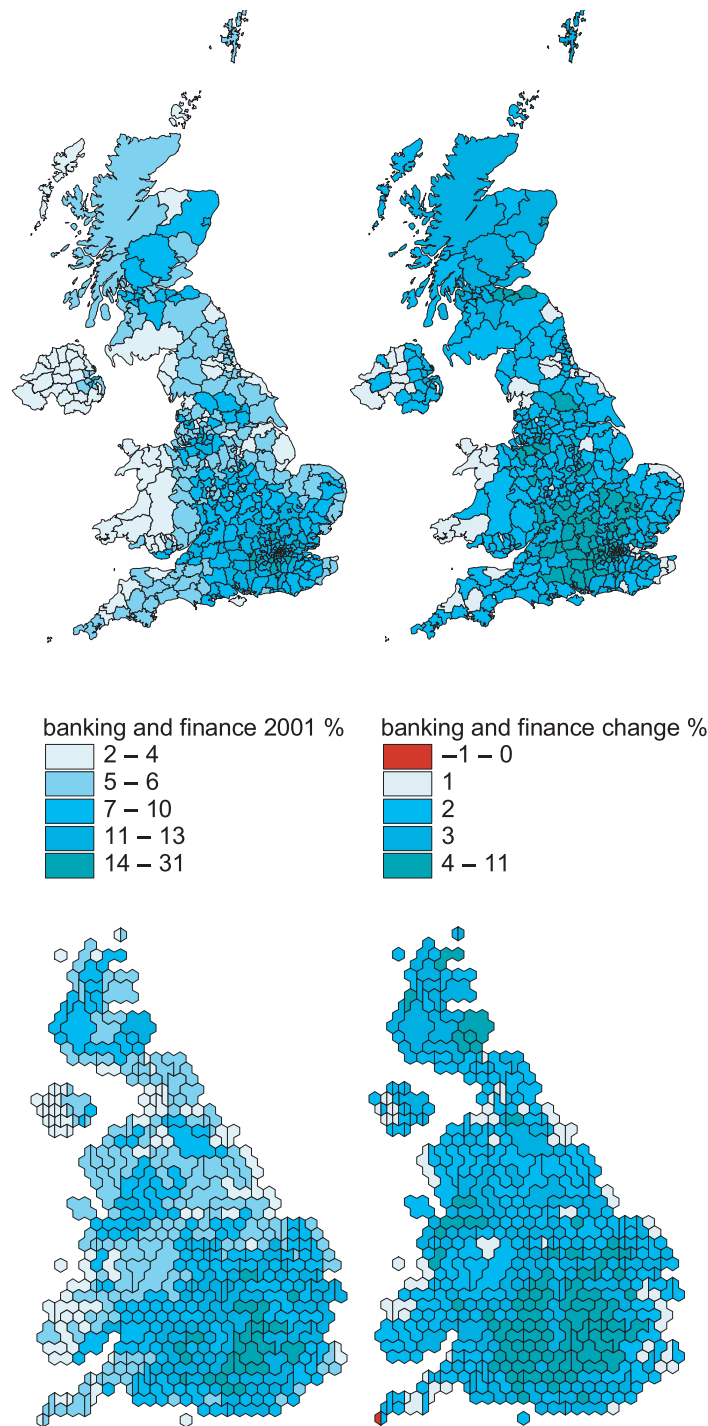 banking and finance 2001 %
2 – 4
5 – 6
7 – 10
11 – 13
14 – 31
banking and finance change %
–1 – 0
1
2
3
4 – 11